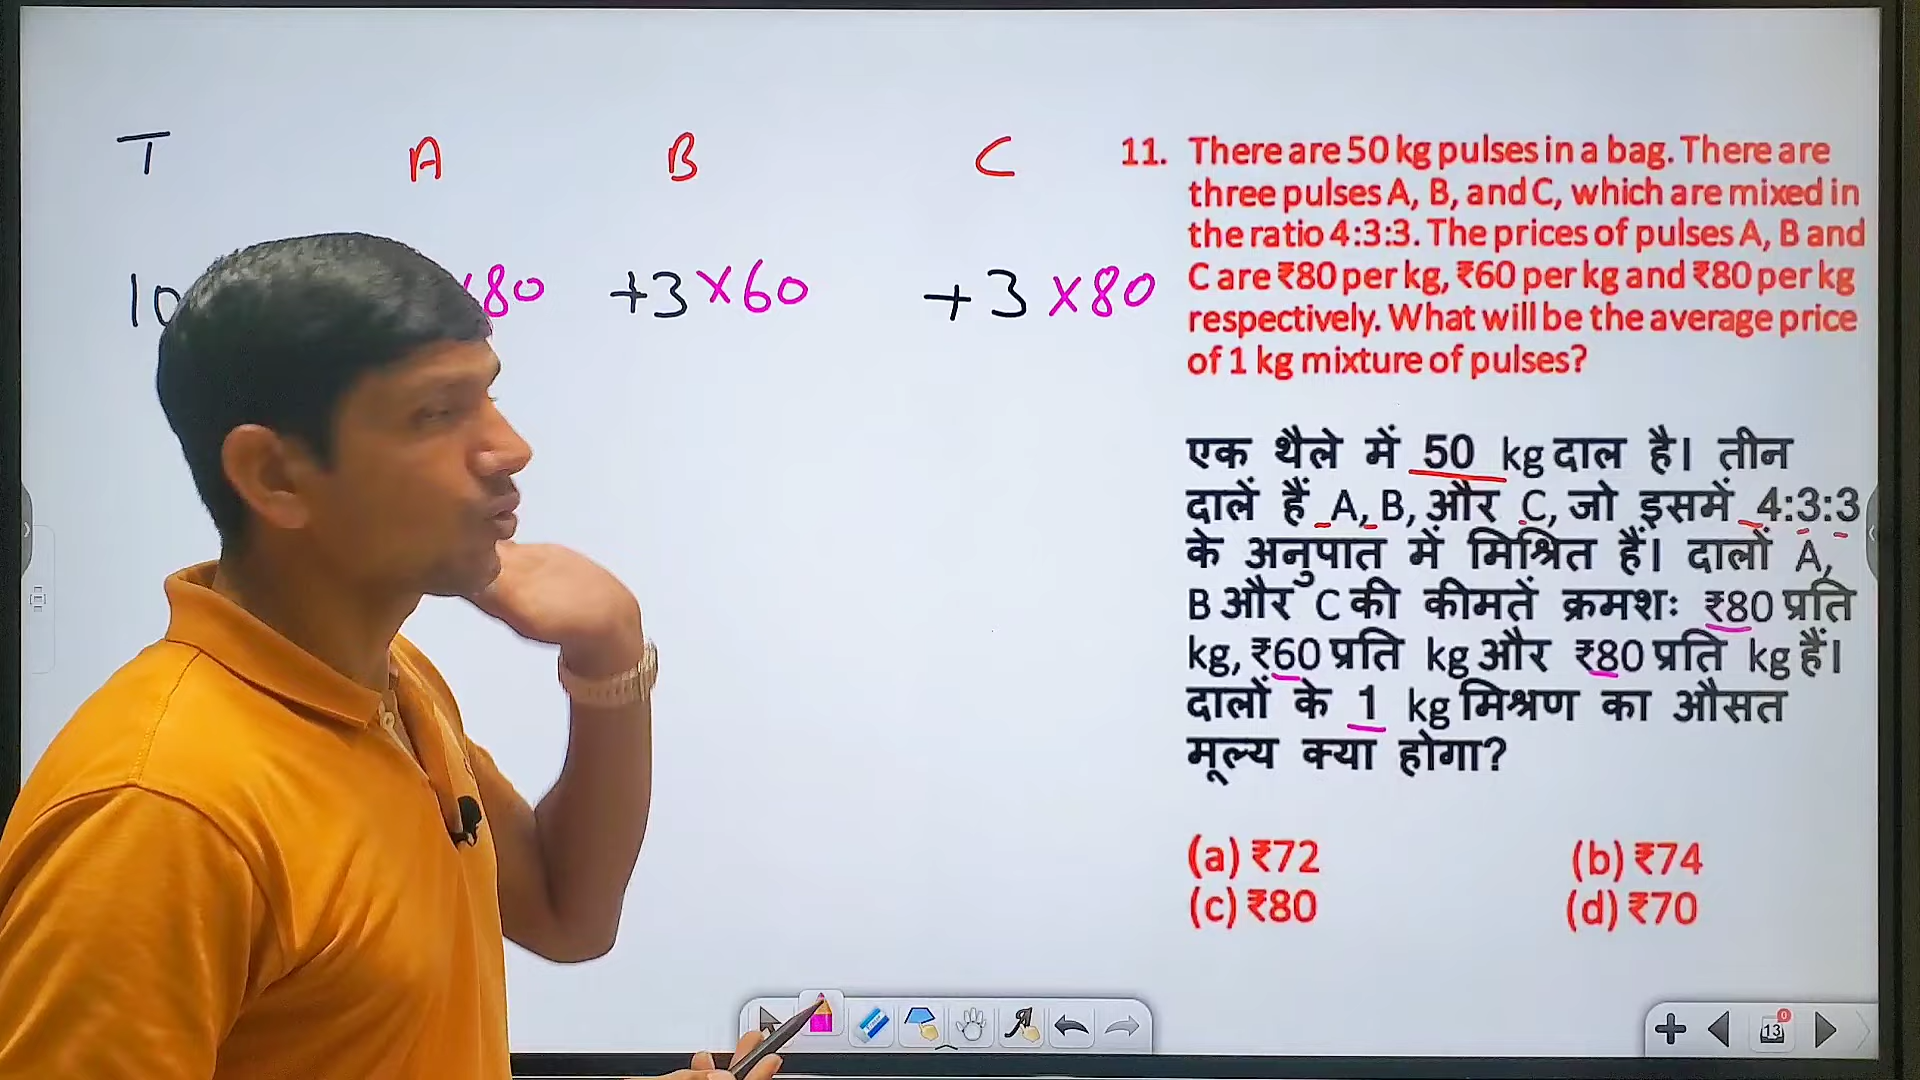 T A B C
10 ×80 +3 ×60 +3 ×80
11. There are 50 kg pulses in a bag. There are
three pulses A, B, and C, which are mixed in
the ratio 4:3:3. The prices of pulses A, B and
C are ₹80 per kg, ₹60 per kg and ₹80 per kg
respectively. What will be the average price
of 1 kg mixture of pulses?
एक थैले में 50 kg दाल है। तीन
दालें हैं A, B, और C, जो इसमें 4:3:3
के अनुपात में मिश्रित हैं। दालों A,
B और C की कीमतें क्रमशः ₹80 प्रति
kg, ₹60 प्रति kg और ₹80 प्रति kg हैं।
दालों के 1 kg मिश्रण का औसत
मूल्य क्या होगा?
(a) ₹72 (b) ₹74
(c) ₹80 (d) ₹70
13 0